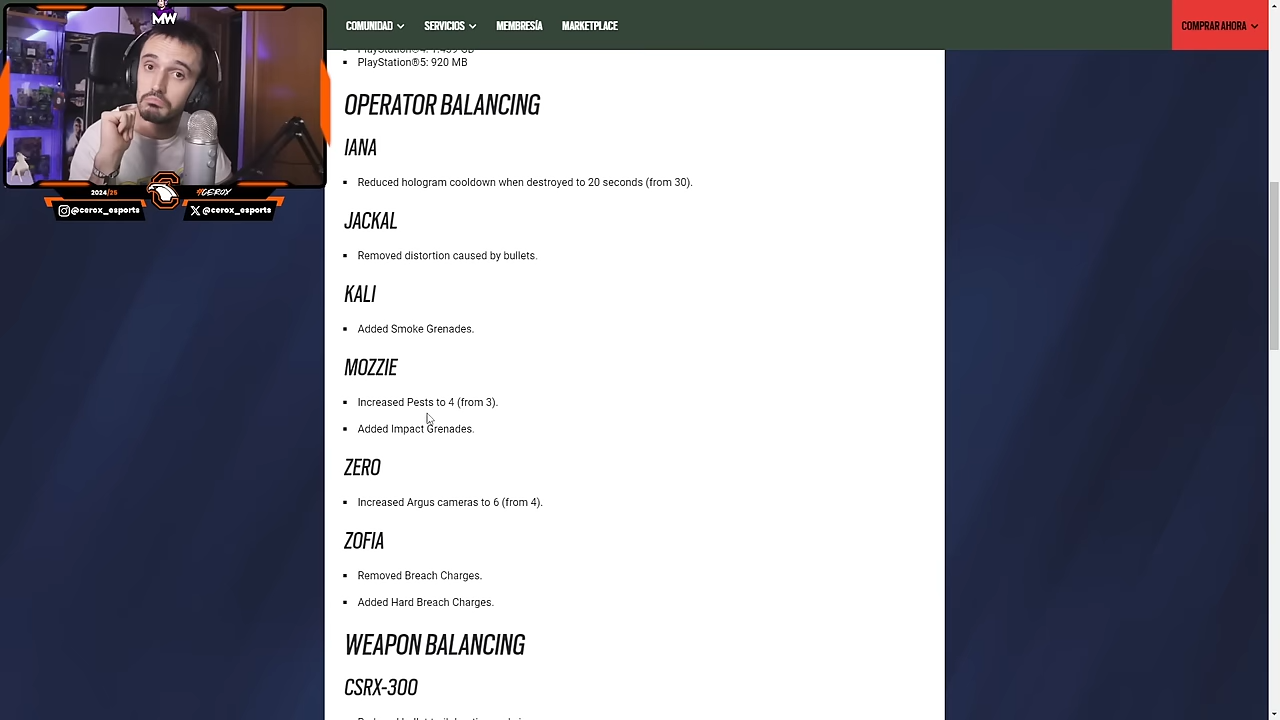 MW
COMUNIDAD
SERVICIOS
MEMBRESÍA
MARKETPLACE
COMPRAR AHORA
2024/25
CEROX
@cerox_esports
@cerox_esports
PlayStation®5: 920 MB
OPERATOR BALANCING
IANA
Reduced hologram cooldown when destroyed to 20 seconds (from 30).
JACKAL
Removed distortion caused by bullets.
KALI
Added Smoke Grenades.
MOZZIE
Increased Pests to 4 (from 3).
Added Impact Grenades.
ZERO
Increased Argus cameras to 6 (from 4).
ZOFIA
Removed Breach Charges.
Added Hard Breach Charges.
WEAPON BALANCING
CSRX-300